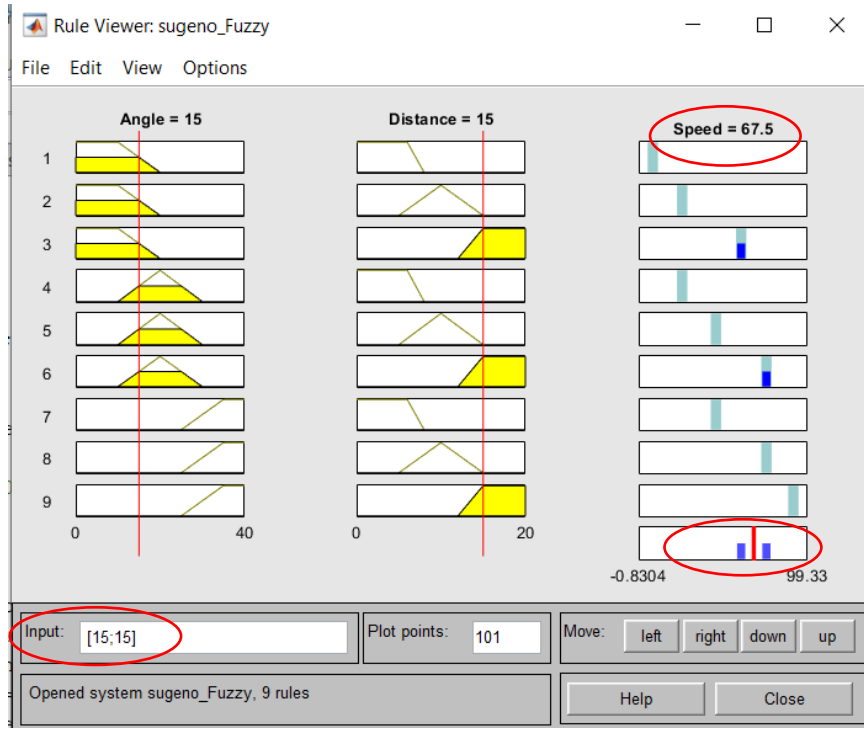 Rule Viewer: sugeno_Fuzzy
File Edit View Options
Angle = 15 Distance = 15 Speed = 67.5
1
2
3
4
5
6
7
8
9
0 40 0 20
-0.8304 99.33
Input: [15;15] Plot points: 101 Move: left right down up
Opened system sugeno_Fuzzy, 9 rules Help Close